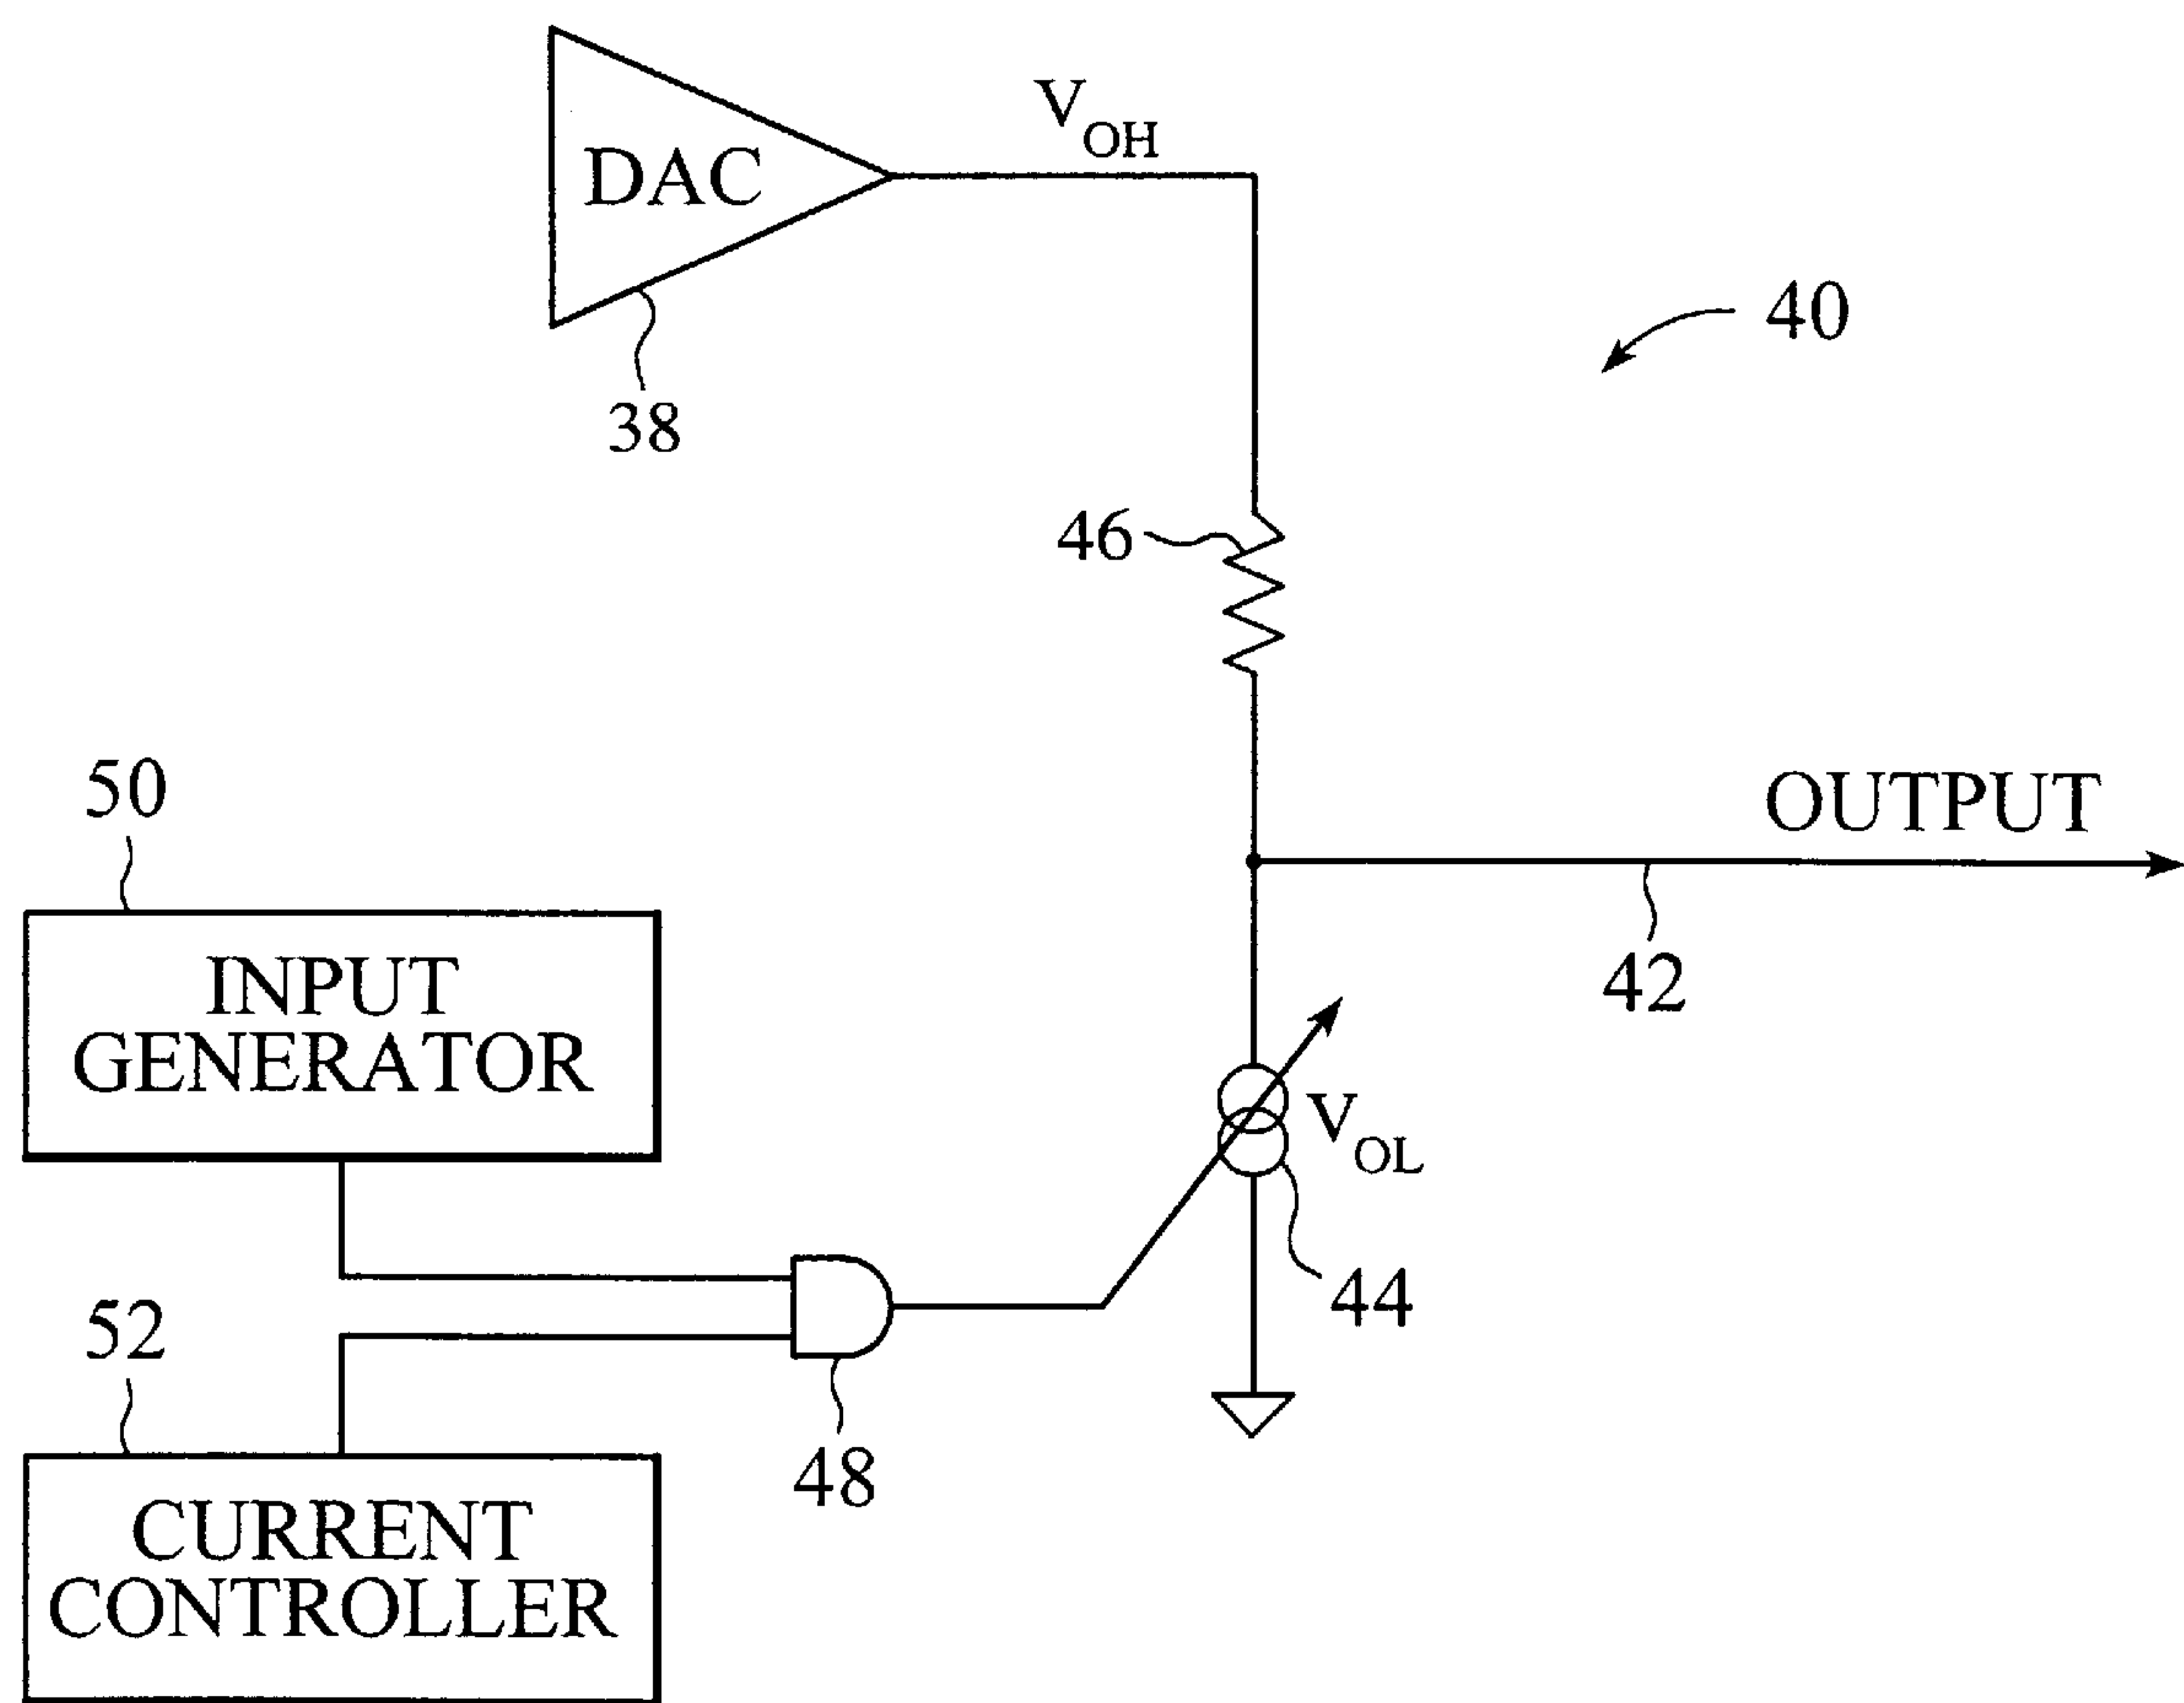 V_OH
DAC
40
38
46
50
OUTPUT
INPUT
GENERATOR
42
V_OL
44
52
48
CURRENT
CONTROLLER